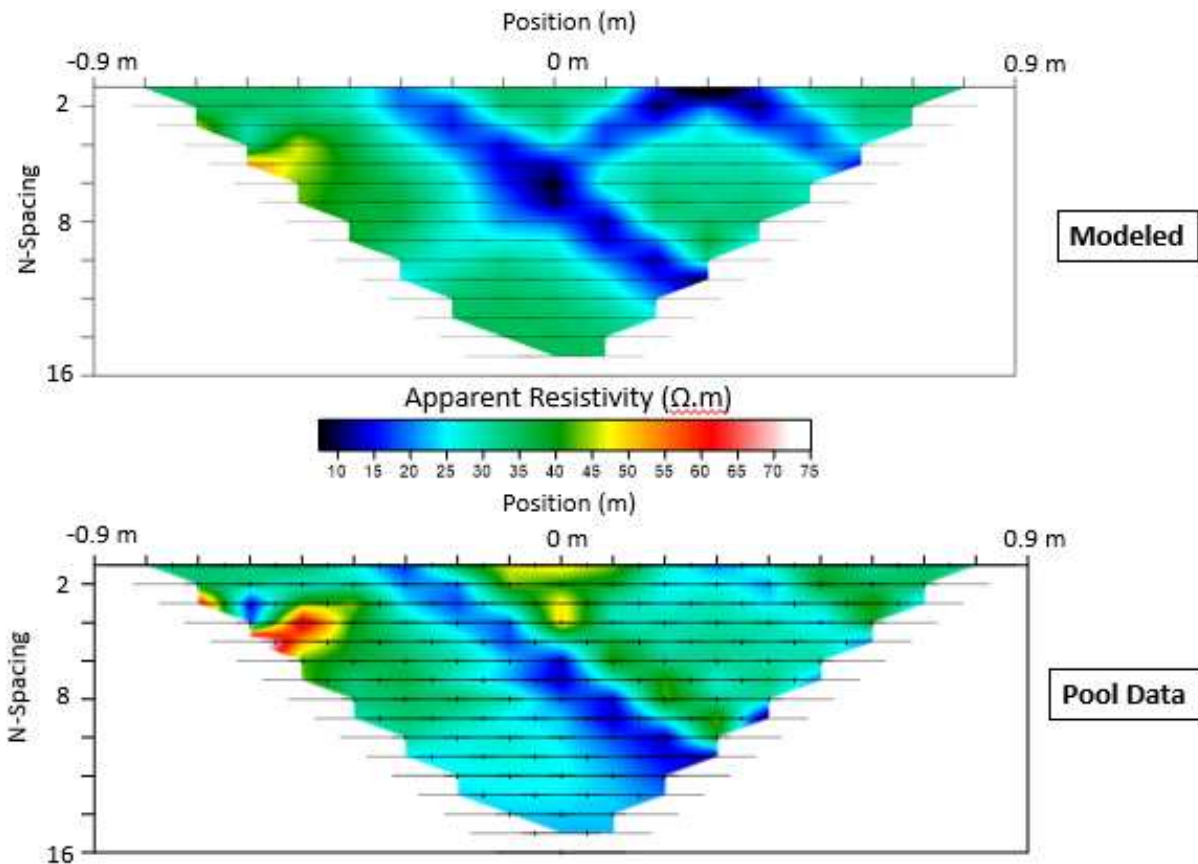 Position (m)
-0.9 m 0 m 0.9 m
2
8
16
N-Spacing
Modeled
Apparent Resistivity (Ω.m)
10 15 20 25 30 35 40 45 50 55 60 65 70 75
Position (m)
-0.9 m 0 m 0.9 m
2
8
16
N-Spacing
Pool Data